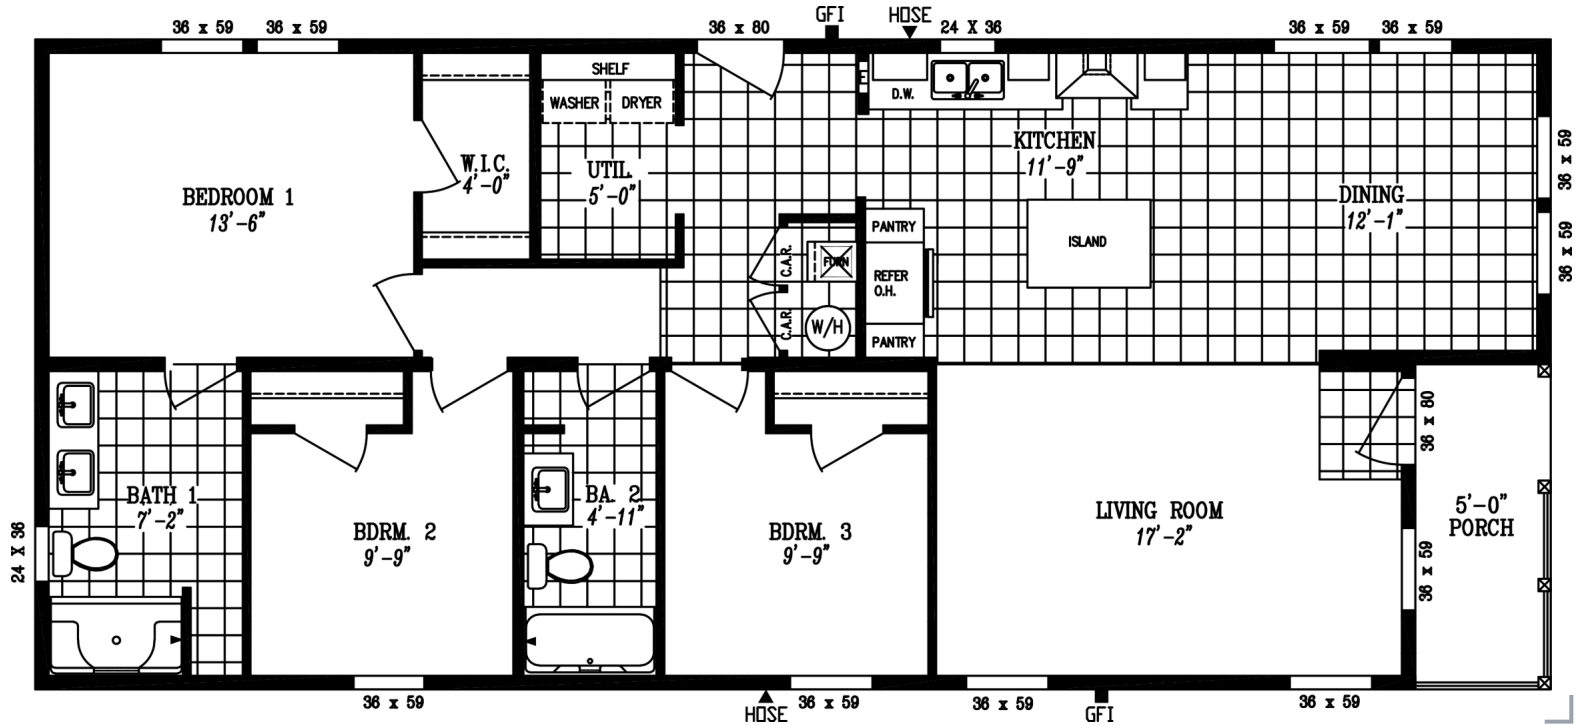 36 x 59
36 x 59
36 x 80
GFI
HOSE
24 X 36
36 x 59
36 x 59
SHELF
WASHER
DRYER
D.W.
KITCHEN
11'-9"
W.I.C.
4'-0"
UTIL.
5'-0"
BEDROOM 1
13'-6"
DINING
12'-1"
36 x 59
36 x 59
PANTRY
ISLAND
C.A.R.
FURN
REFER
O.H.
C.A.R.
W/H
PANTRY
36 x 80
BATH 1
7'-2"
BA. 2
4'-11"
BDRM. 2
9'-9"
BDRM. 3
9'-9"
LIVING ROOM
17'-2"
5'-0"
PORCH
24 X 36
36 x 59
36 x 59
HOSE
36 x 59
36 x 59
GFI
36 x 59